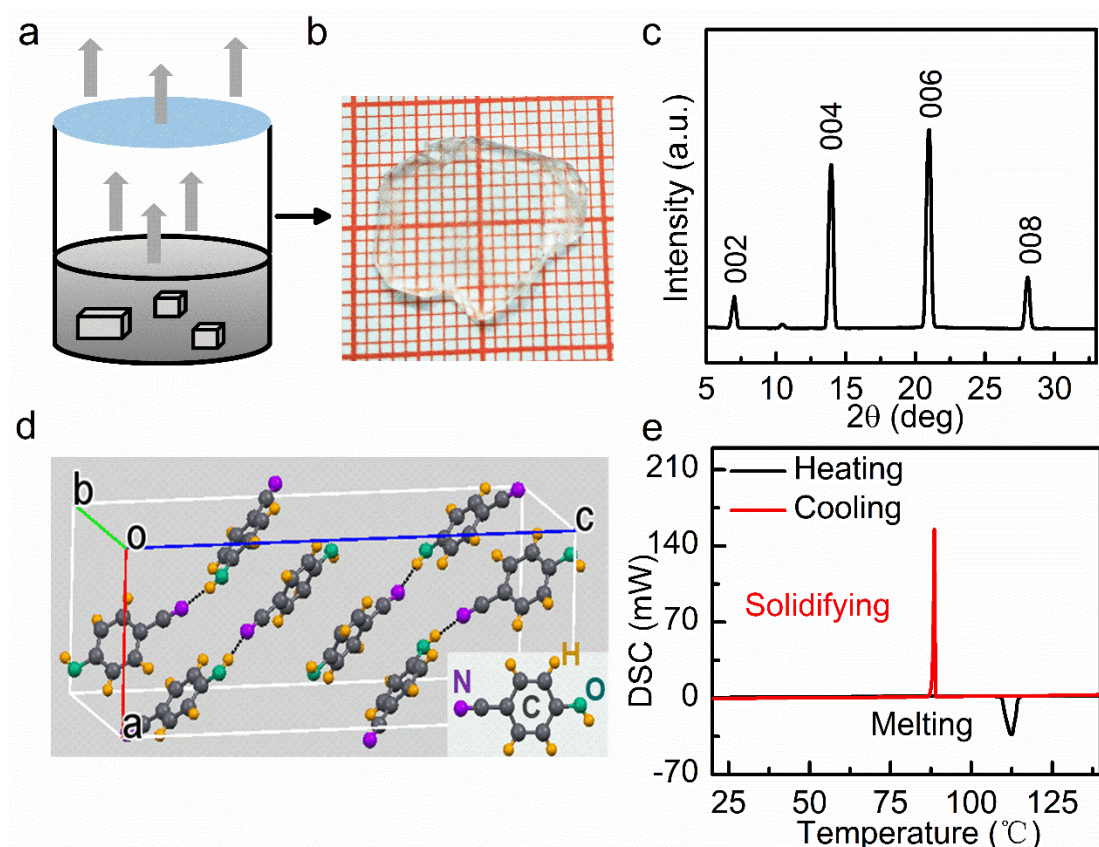 a
b
c
Intensity (a.u.)
002
004
006
008
5
10
15
20
25
30
2θ (deg)
d
b
o
c
a
N
H
C
O
e
Heating
Cooling
Solidifying
Melting
DSC (mW)
210
140
70
0
-70
25
50
75
100
125
Temperature (℃)